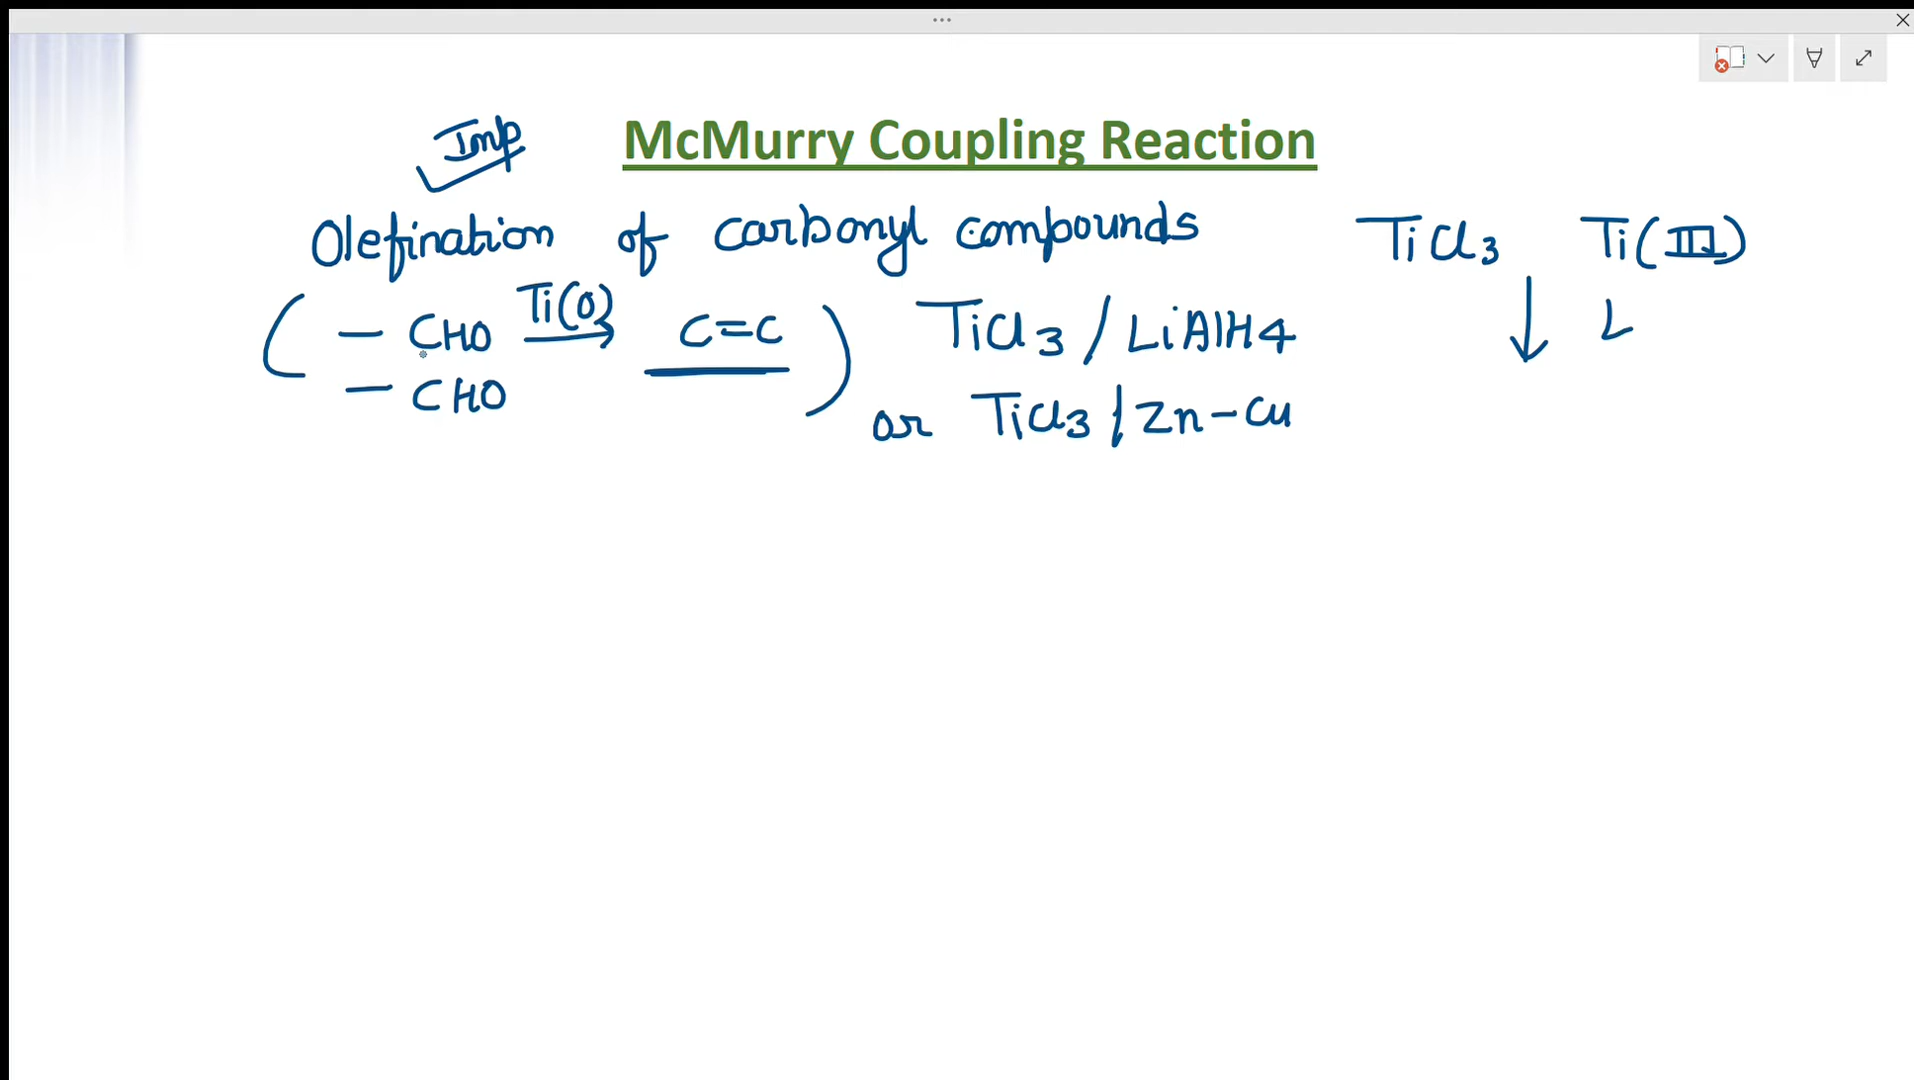 Imp McMurry Coupling Reaction
Olefination of carbonyl compounds TiCl3 Ti(III)
( — CHO Ti(0) → C=C ) TiCl3 / LiAlH4 ↓ L
— CHO or TiCl3 / Zn-Cu